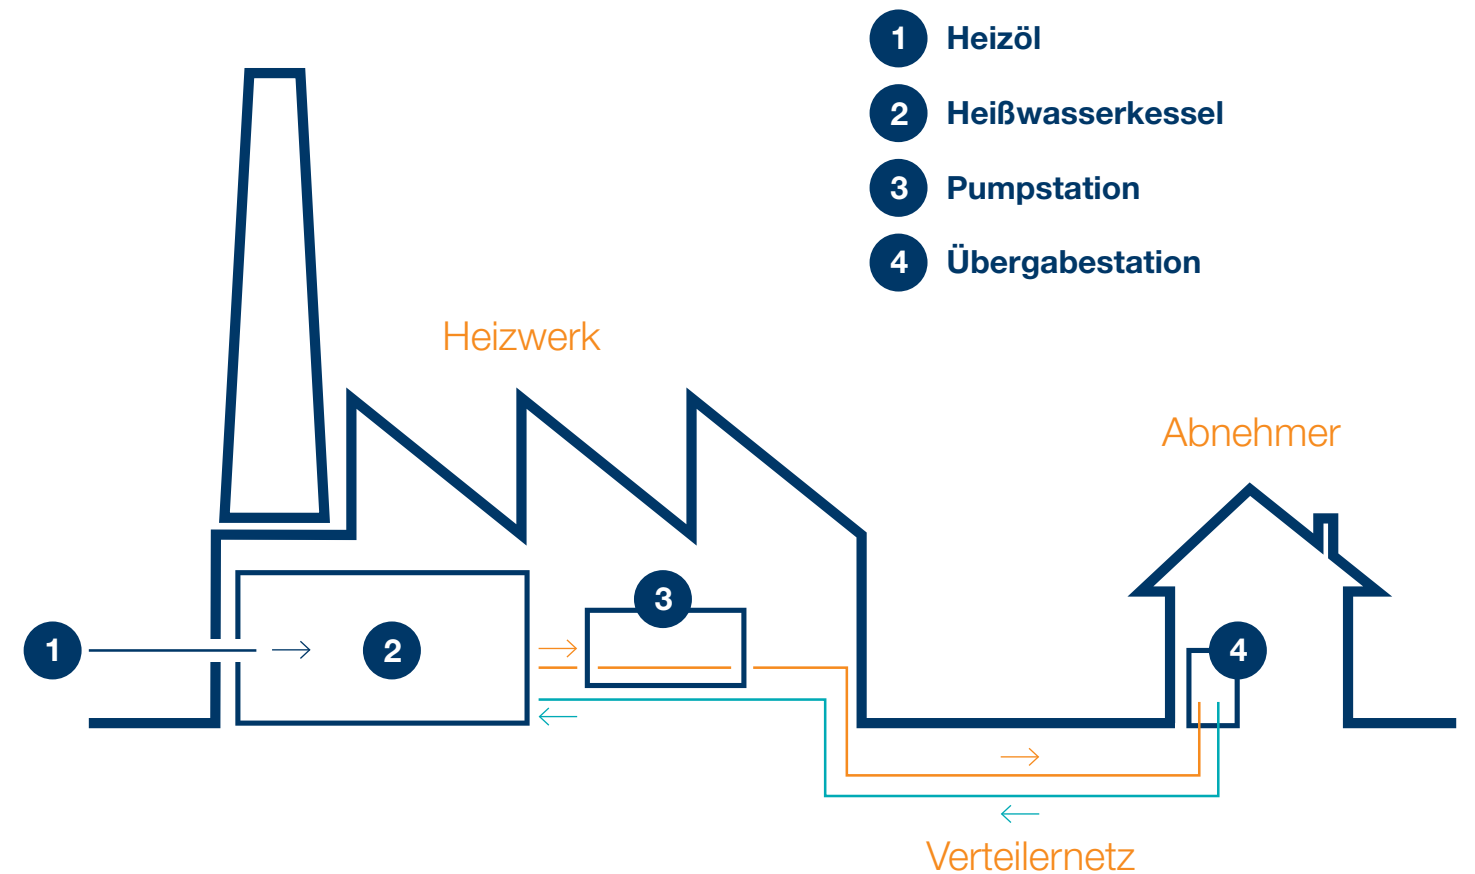 1 Heizöl
2 Heißwasserkessel
3 Pumpstation
4 Übergabestation
Heizwerk
Abnehmer
3
1
2
4
Verteilernetz